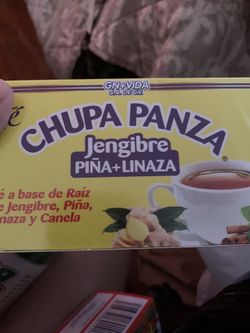 GN+VIDA
S.A. DE C.V.
é
CHUPA PANZA
Jengibre
PIÑA+LINAZA
é a base de Raíz
e Jengibre, Piña,
naza y Canela